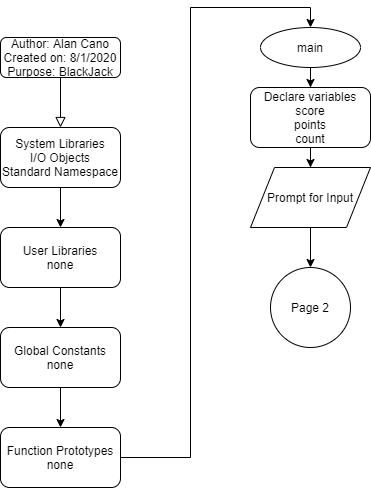 Author: Alan Cano
Created on: 8/1/2020
Purpose: BlackJack
System Libraries
I/O Objects
Standard Namespace
User Libraries
none
Global Constants
none
Function Prototypes
none
main
Declare variables
score
points
count
Prompt for Input
Page 2